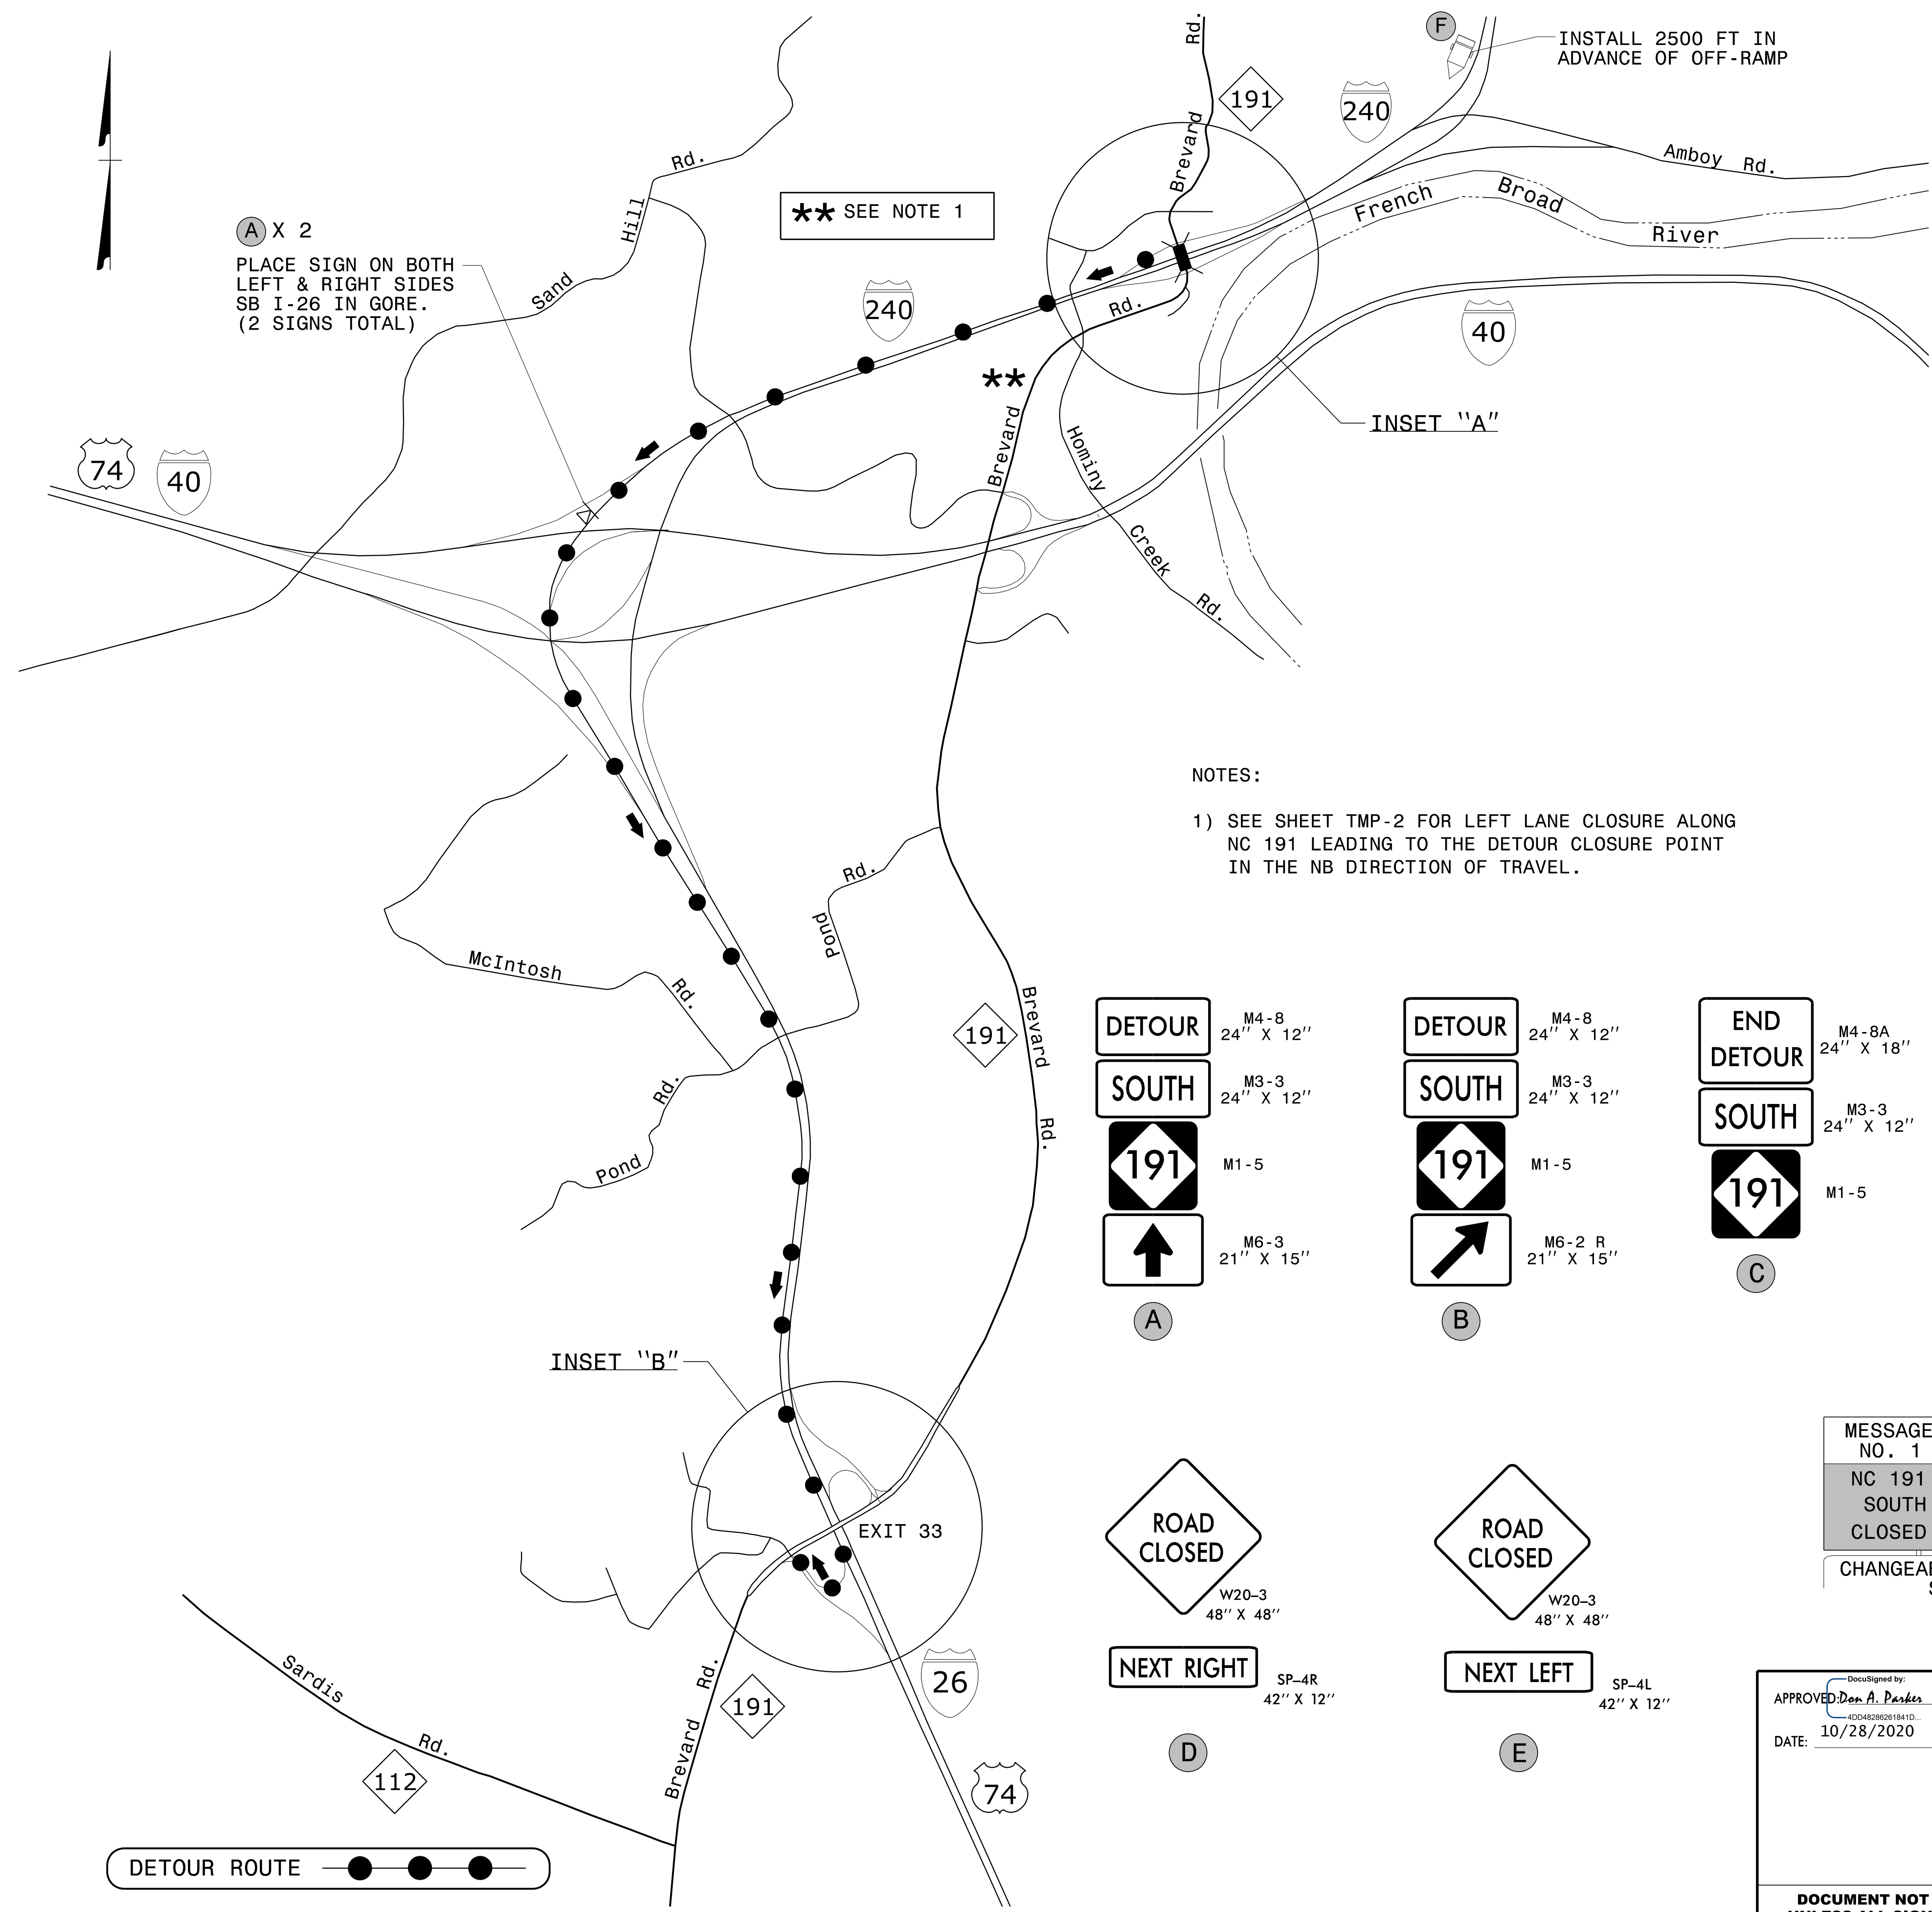 F
INSTALL 2500 FT IN
ADVANCE OF OFF-RAMP
Rd.
191
240
Brevard
Amboy Rd.
French Broad
River
Rd.
Hill
Sand
** SEE NOTE 1
A X 2
PLACE SIGN ON BOTH
LEFT & RIGHT SIDES
SB I-26 IN GORE.
(2 SIGNS TOTAL)
240
Rd.
40
**
INSET "A"
Brevard
Hominy
Creek
Rd.
74
40
NOTES:
1) SEE SHEET TMP-2 FOR LEFT LANE CLOSURE ALONG
NC 191 LEADING TO THE DETOUR CLOSURE POINT
IN THE NB DIRECTION OF TRAVEL.
Rd.
Pond
McIntosh
Rd.
Rd.
Pond
191
Brevard
Rd.
DETOUR
M4-8
24" X 12"
SOUTH
M3-3
24" X 12"
191
M1-5
M6-3
21" X 15"
A
DETOUR
M4-8
24" X 12"
SOUTH
M3-3
24" X 12"
191
M1-5
M6-2 R
21" X 15"
B
END
DETOUR
M4-8A
24" X 18"
SOUTH
M3-3
24" X 12"
191
M1-5
C
INSET "B"
EXIT 33
ROAD
CLOSED
W20-3
48" X 48"
NEXT RIGHT
SP-4R
42" X 12"
D
ROAD
CLOSED
W20-3
48" X 48"
NEXT LEFT
SP-4L
42" X 12"
E
MESSAGE
NO. 1
NC 191
SOUTH
CLOSED
26
74
Sardis
Rd.
112
Brevard Rd.
191
DETOUR ROUTE
DocuSigned by:
APPROVED: Don A. Parker
4DD48286261841D...
DATE: 10/28/2020
DOCUMENT NOT